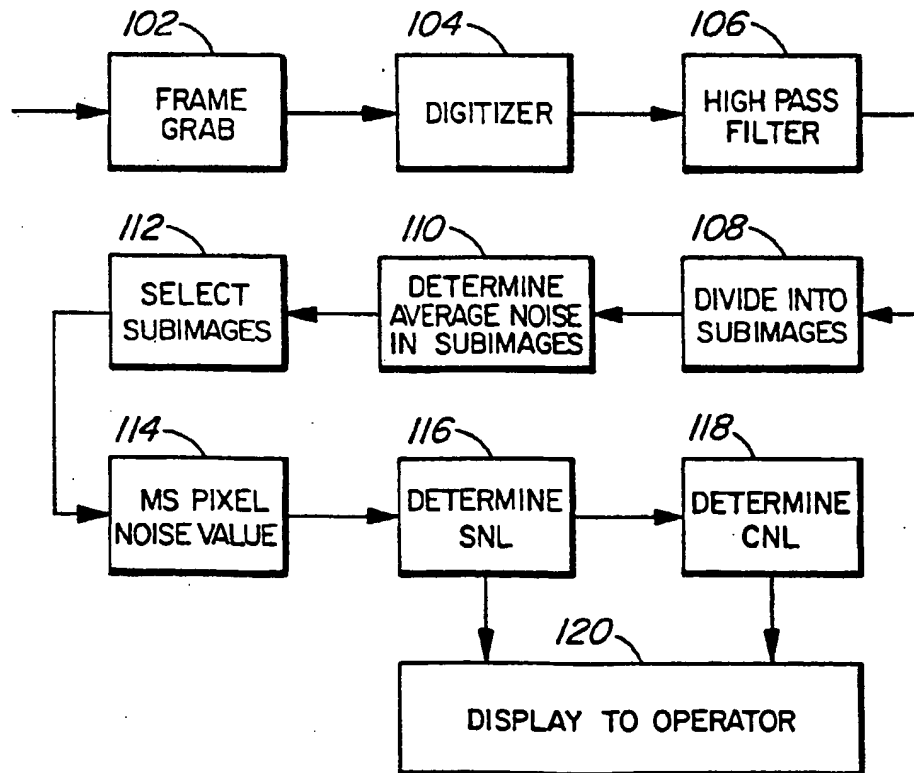 102
104
106
FRAME
GRAB
DIGITIZER
HIGH PASS
FILTER
112
110
108
SELECT
SUBIMAGES
DETERMINE
AVERAGE NOISE
IN SUBIMAGES
DIVIDE INTO
SUBIMAGES
114
116
118
MS PIXEL
NOISE VALUE
DETERMINE
SNL
DETERMINE
CNL
120
DISPLAY TO OPERATOR